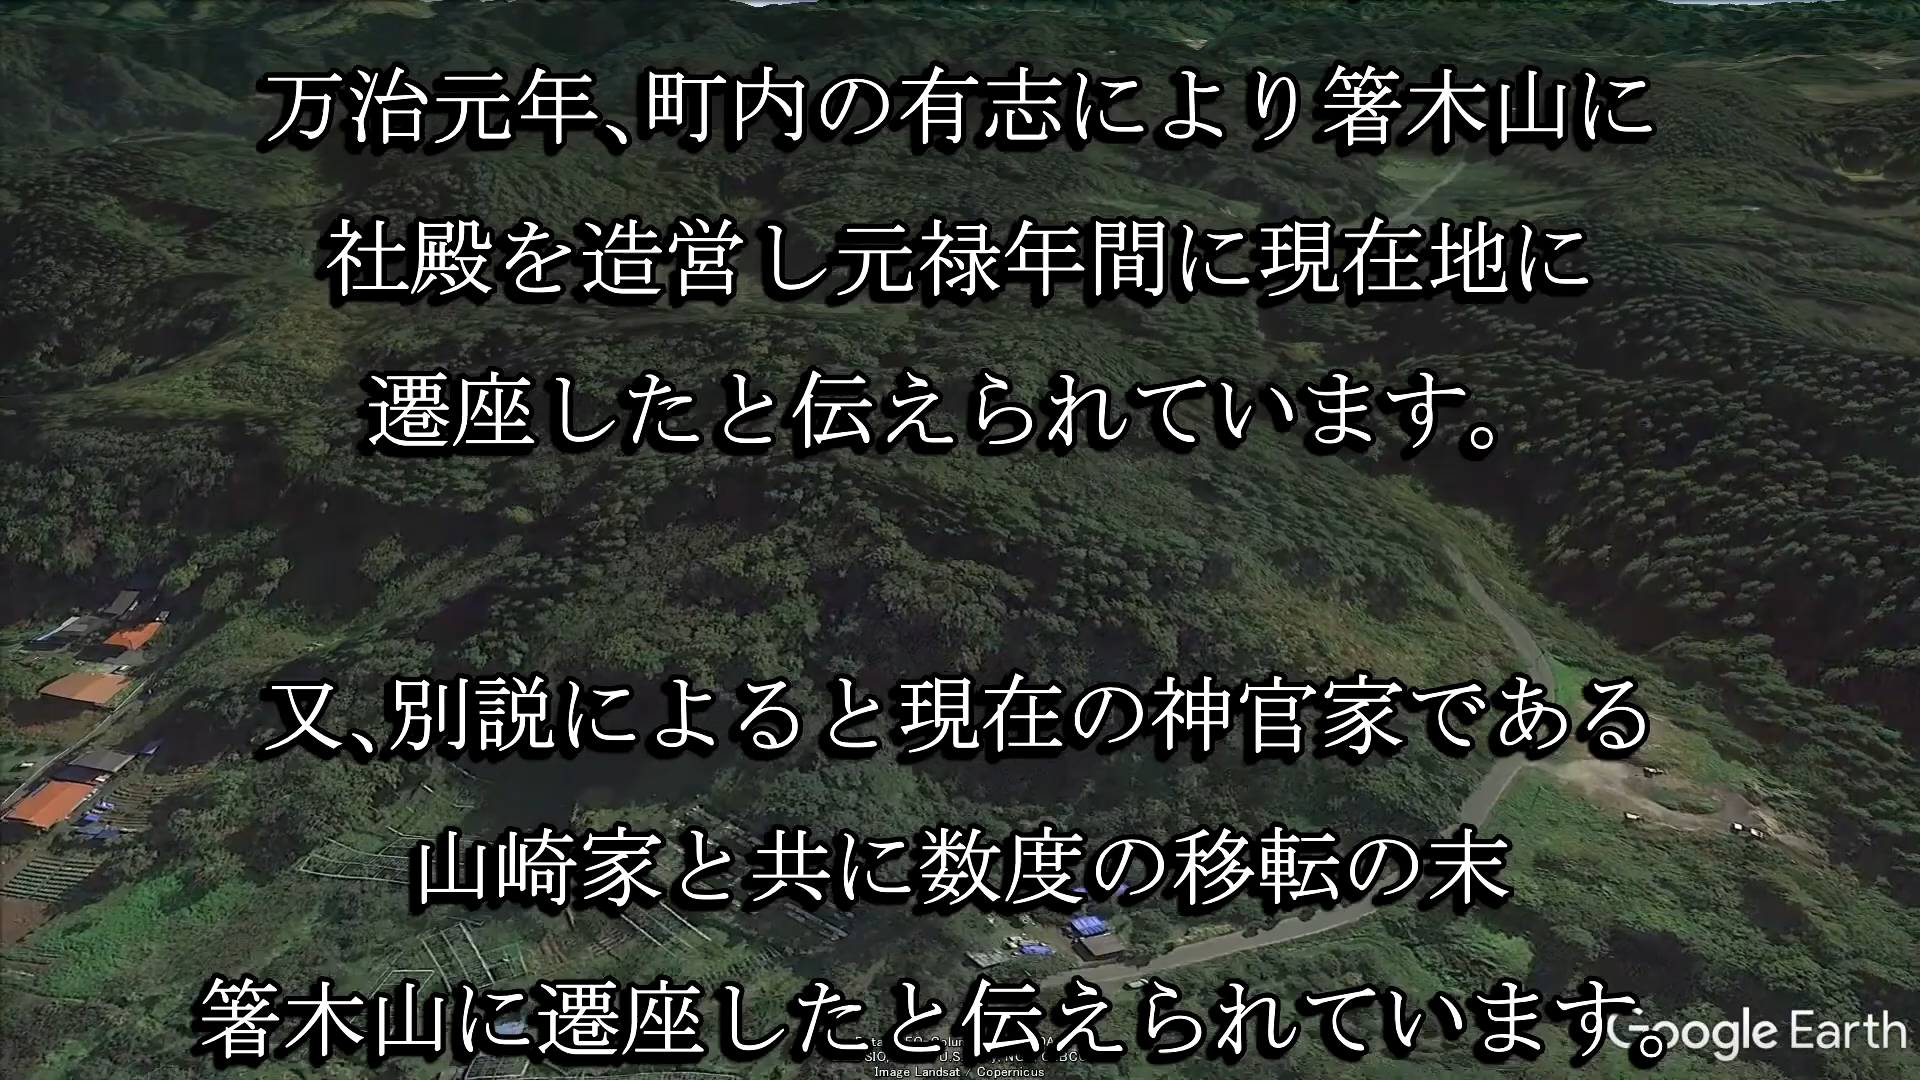 万治元年、町内の有志により箸木山に
社殿を造営し元禄年間に現在地に
遷座したと伝えられています。
又、別説によると現在の神官家である
山崎家と共に数度の移転の末
箸木山に遷座したと伝えられています。
Google Earth
Image Landsat / Copernicus